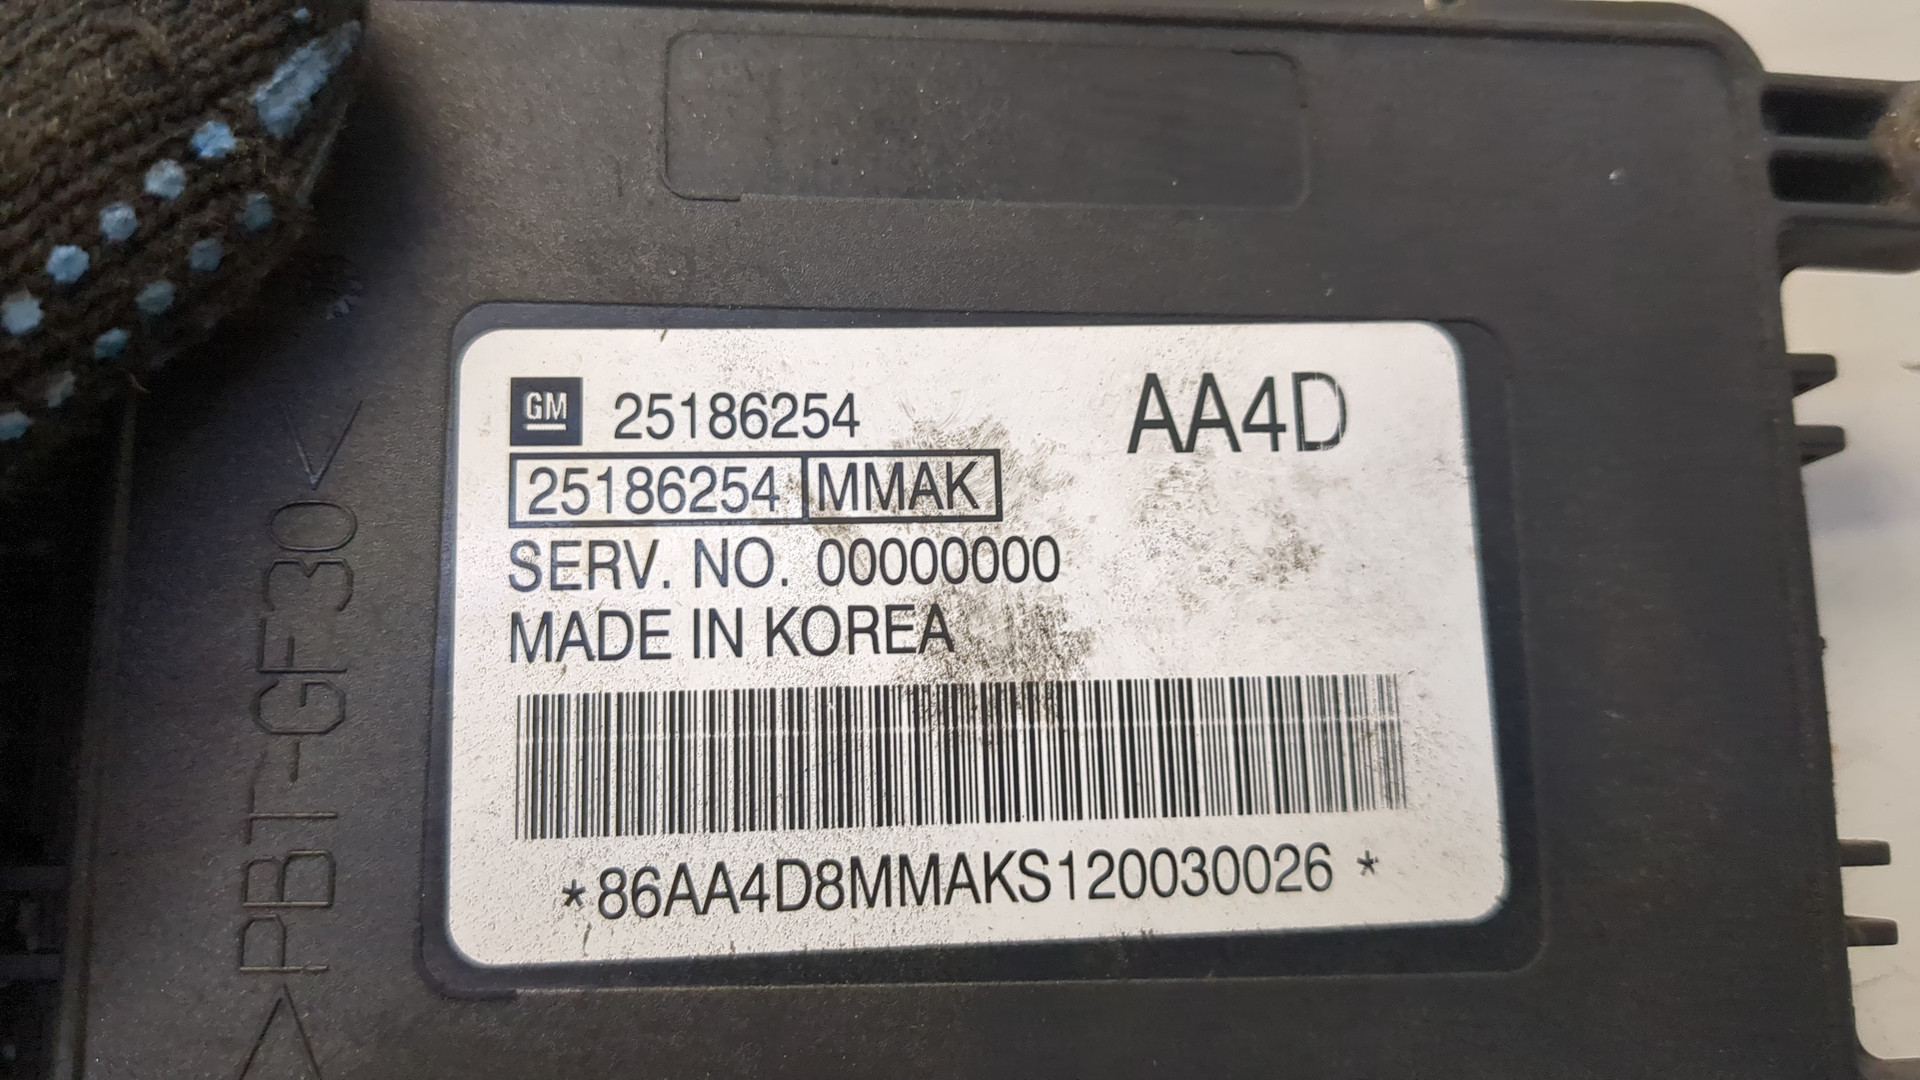 GM 25186254 AA4D
25186254 MMAK
SERV. NO. 00000000
MADE IN KOREA
*86AA4D8MMAKS120030026*
>PBT-GF30<